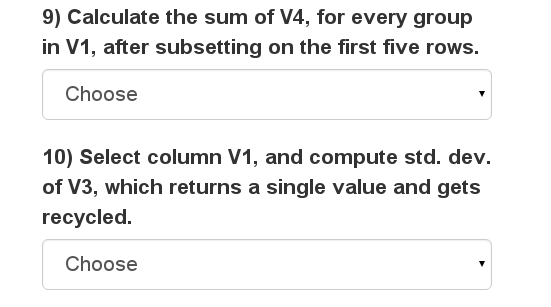 9) Calculate the sum of V4, for every group
in V1, after subsetting on the first five rows.
Choose
10) Select column V1, and compute std. dev.
of V3, which returns a single value and gets
recycled.
Choose